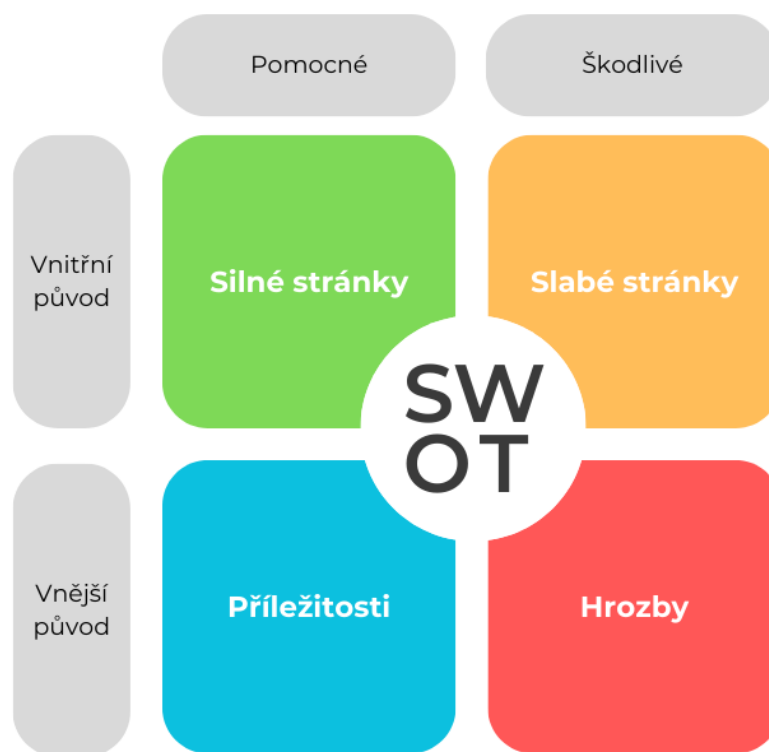 Pomocné
Škodlivé
Vnitřní
původ
Silné stránky
Slabé stránky
SW
OT
Vnější
původ
Příležitosti
Hrozby